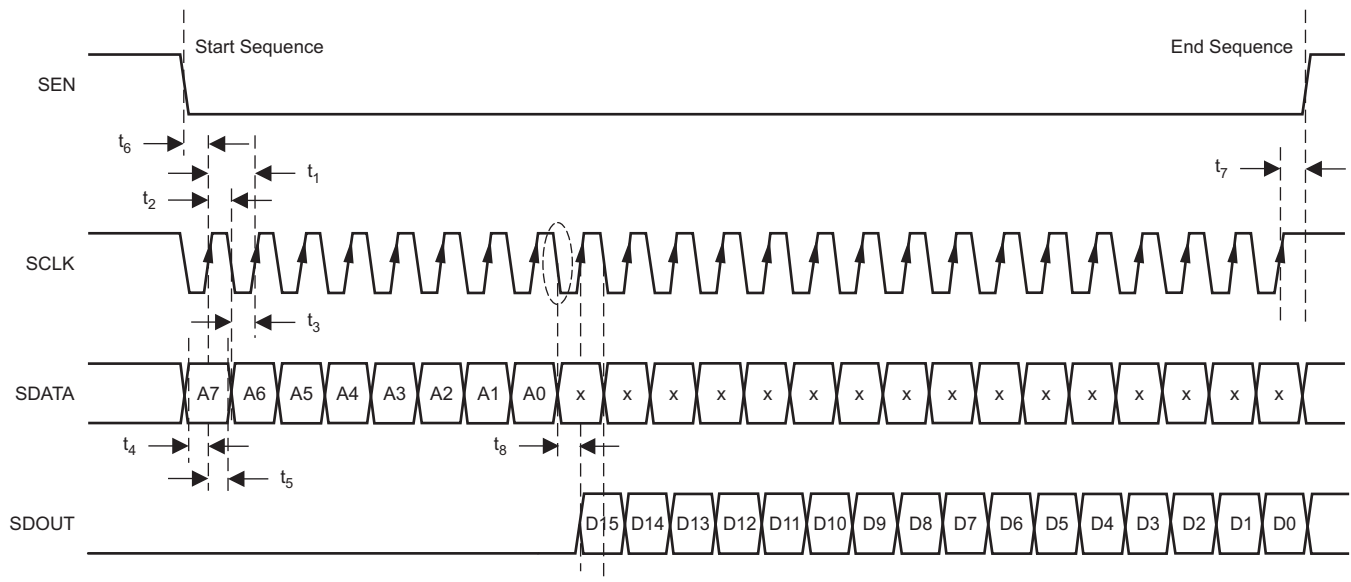 Start Sequence
End Sequence
SEN
t6
t1
t7
t2
SCLK
t3
SDATA
A7 A6 A5 A4 A3 A2 A1 A0 x x x x x x x x x x x x x x x x
t4
t8
t5
SDOUT
D15 D14 D13 D12 D11 D10 D9 D8 D7 D6 D5 D4 D3 D2 D1 D0